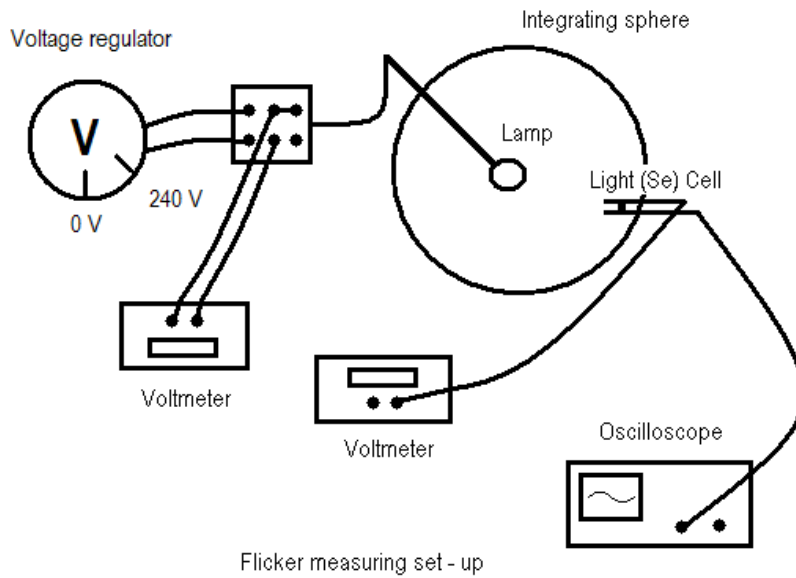 Integrating sphere
Voltage regulator
V
Lamp
Light (Se) Cell
240 V
0 V
Voltmeter
Voltmeter
Oscilloscope
Flicker measuring set - up